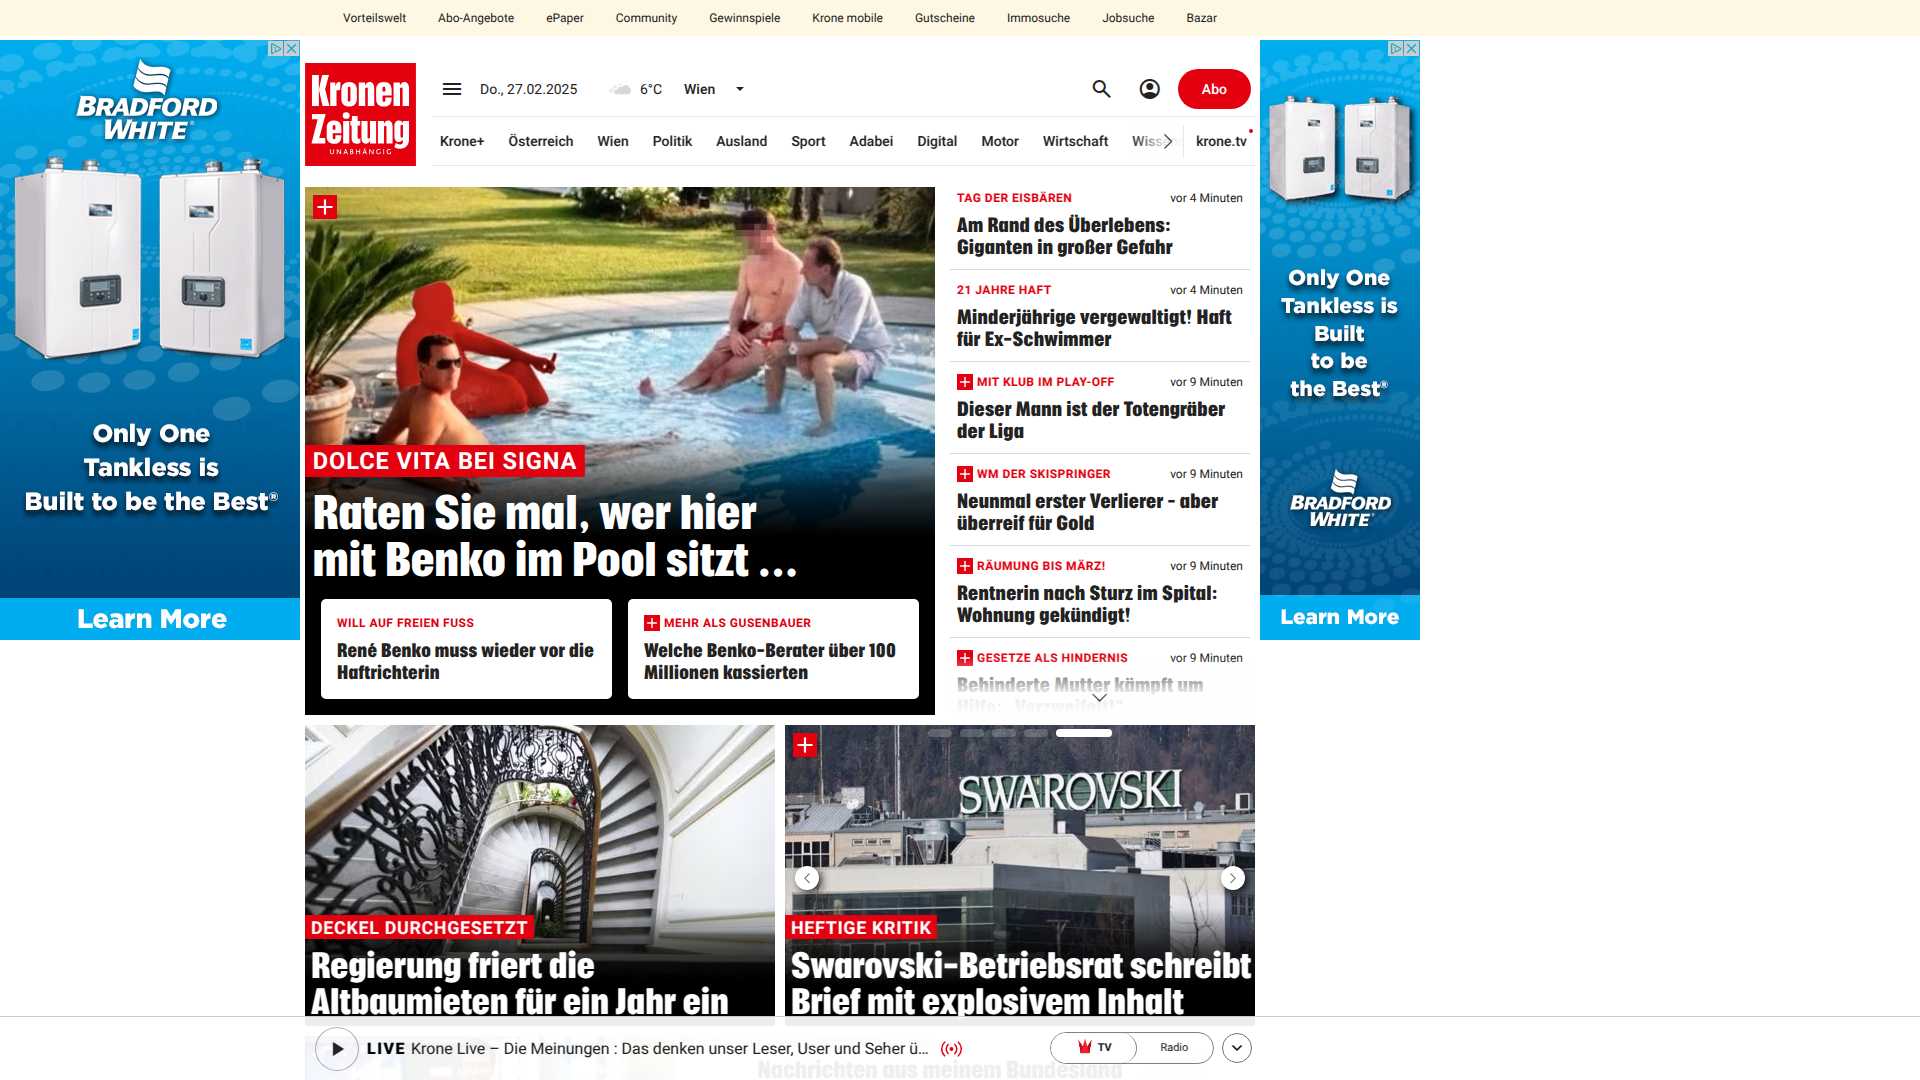 Vorteilswelt Abo-Angebote ePaper Community Gewinnspiele Krone mobile Gutscheine Immosuche Jobsuche Bazar
BRADFORD
WHITE
Only One
Tankless is
Built to be the Best®
Learn More
Kronen
Zeitung
UNABHÄNGIG
Do., 27.02.2025 6°C Wien
Abo
Krone+ Österreich Wien Politik Ausland Sport Adabei Digital Motor Wirtschaft krone.tv
DOLCE VITA BEI SIGNA
Raten Sie mal, wer hier
mit Benko im Pool sitzt ...
WILL AUF FREIEN FUSS
René Benko muss wieder vor die
Haftrichterin
MEHR ALS GUSENBAUER
Welche Benko-Berater über 100
Millionen kassierten
TAG DER EISBÄREN vor 4 Minuten
Am Rand des Überlebens:
Giganten in großer Gefahr
21 JAHRE HAFT vor 4 Minuten
Minderjährige vergewaltigt! Haft
für Ex-Schwimmer
MIT KLUB IM PLAY-OFF vor 9 Minuten
Dieser Mann ist der Totengräber
der Liga
WM DER SKISPRINGER vor 9 Minuten
Neunmal erster Verlierer - aber
überreif für Gold
RÄUMUNG BIS MÄRZ! vor 9 Minuten
Rentnerin nach Sturz im Spital:
Wohnung gekündigt!
GESETZE ALS HINDERNIS vor 9 Minuten
Behinderte Mutter kämpft um
Hilfe: „Verzweifelt!“
Only One
Tankless is
Built
to be
the Best®
BRADFORD
WHITE
Learn More
DECKEL DURCHGESETZT
Regierung friert die
Altbaumieten für ein Jahr ein
SWAROVSKI
HEFTIGE KRITIK
Swarovski-Betriebsrat schreibt
Brief mit explosivem Inhalt
LIVE Krone Live – Die Meinungen : Das denken unser Leser, User und Seher ü...
TV Radio
Nachrichten aus meinem Bundesland